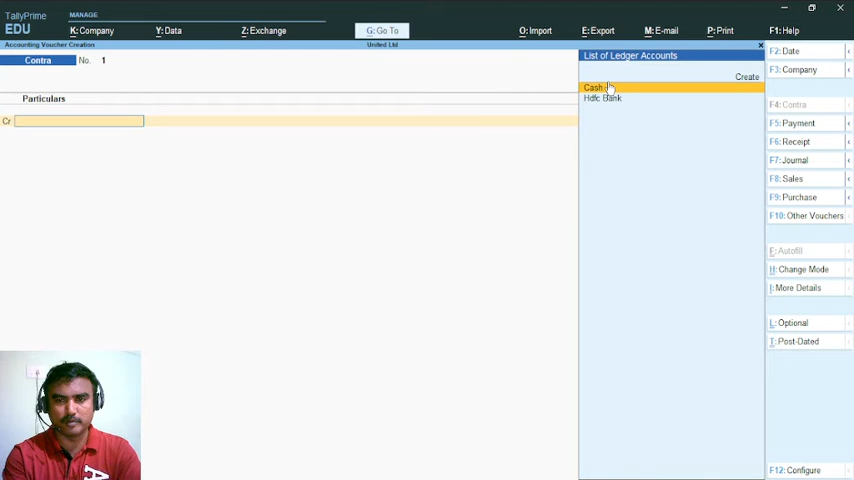 TallyPrime
MANAGE
EDU
K: Company
Y: Data
Z: Exchange
G: Go To
O: Import
E: Export
M: E-mail
P: Print
F1: Help
Accounting Voucher Creation
United Ltd
Contra
No. 1
Particulars
Cr
List of Ledger Accounts
Create
Cash
Hdfc Bank
F2: Date
F3: Company
F4: Contra
F5: Payment
F6: Receipt
F7: Journal
F8: Sales
F9: Purchase
F10: Other Vouchers
F: Autofill
H: Change Mode
I: More Details
L: Optional
T: Post-Dated
F12: Configure